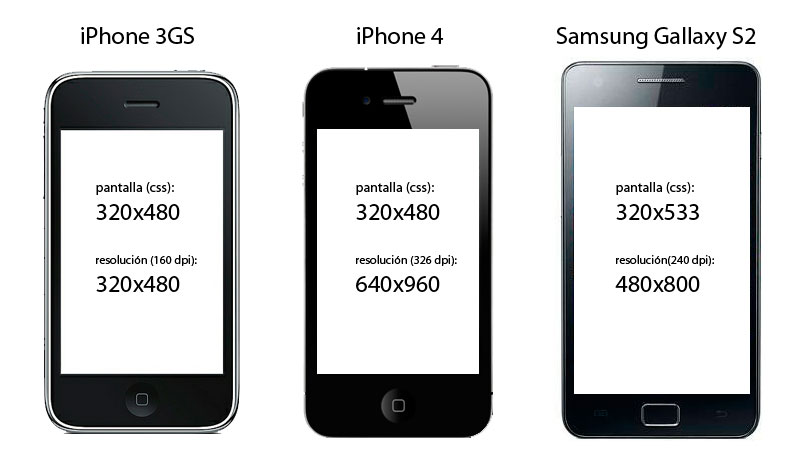 iPhone 3GS
pantalla (css):
320x480
resolución (160 dpi):
320x480
iPhone 4
pantalla (css):
320x480
resolución (326 dpi):
640x960
Samsung Gallaxy S2
pantalla (css):
320x533
resolución(240 dpi):
480x800